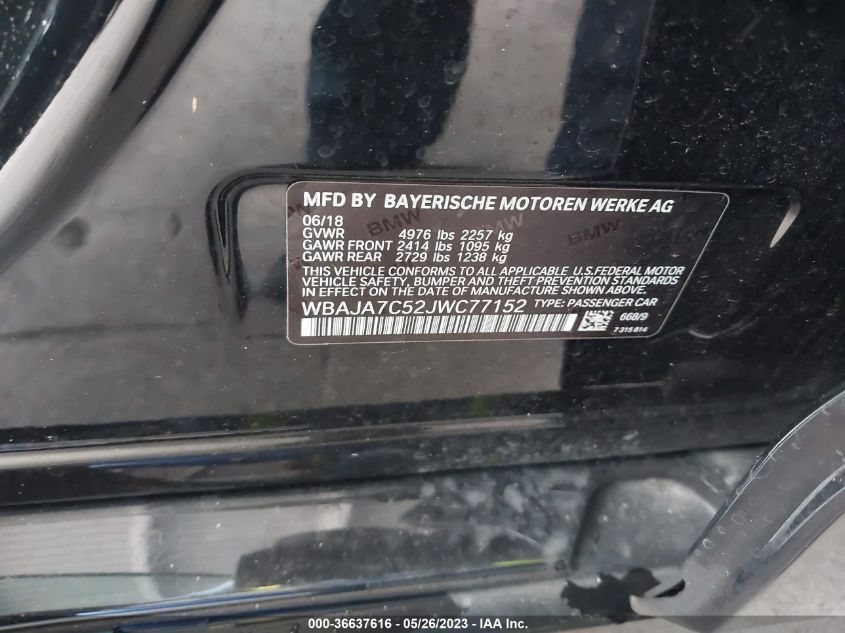 MFD BY BAYERISCHE MOTOREN WERKE AG
06/18
GVWR 4976 lbs 2257 kg
GAWR FRONT 2414 lbs 1095 kg
GAWR REAR 2729 lbs 1238 kg
THIS VEHICLE CONFORMS TO ALL APPLICABLE U.S.FEDERAL MOTOR
VEHICLE SAFETY, BUMPER, AND THEFT PREVENTION STANDARDS
IN EFFECT ON THE DATE OF MANUFACTURE SHOWN ABOVE.
WBAJA7C52JWC77152 TYPE: PASSENGER CAR
668/9
7315814
BMW
BMW
000-36637616 - 05/26/2023 - IAA Inc.